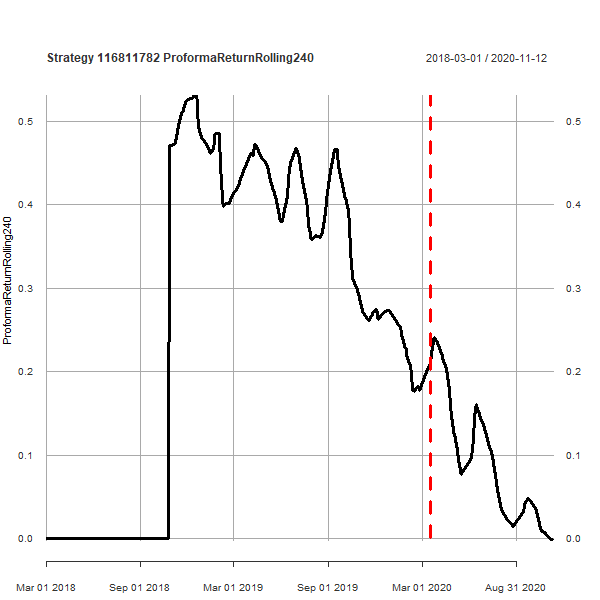 Strategy 116811782 ProformaReturnRolling240 2018-03-01 / 2020-11-12
ProformaReturnRolling240
0.5 0.5
0.4 0.4
0.3 0.3
0.2 0.2
0.1 0.1
0.0 0.0
Mar 01 2018 Sep 01 2018 Mar 01 2019 Sep 01 2019 Mar 01 2020 Aug 31 2020